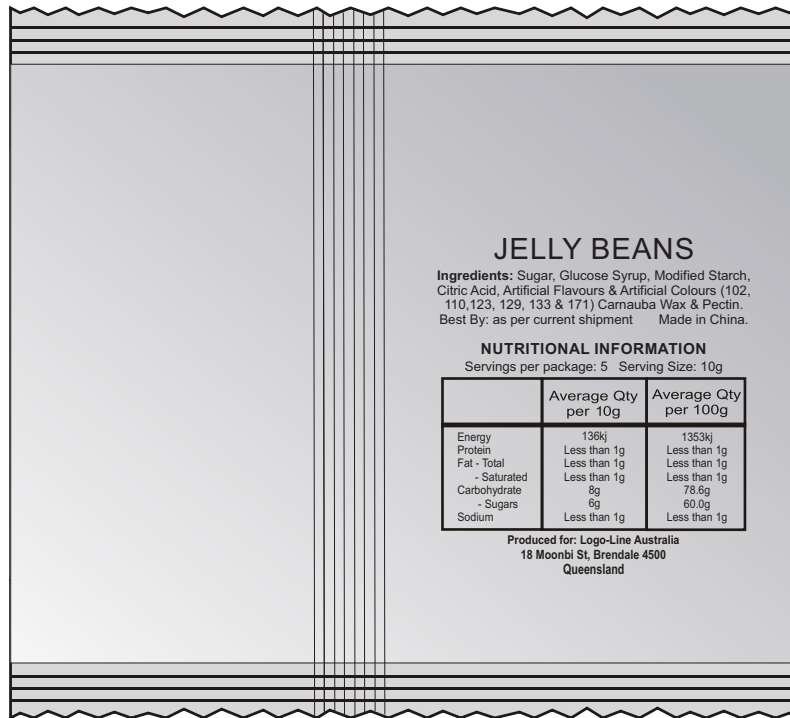 JELLY BEANS
Ingredients: Sugar, Glucose Syrup, Modified Starch,
Citric Acid, Artificial Flavours & Artificial Colours (102,
110,123, 129, 133 & 171) Carnauba Wax & Pectin.
Best By: as per current shipment Made in China.
NUTRITIONAL INFORMATION
Servings per package: 5 Serving Size: 10g
Average Qty per 10g Average Qty per 100g
Energy 136kj 1353kj
Protein Less than 1g Less than 1g
Fat - Total Less than 1g Less than 1g
- Saturated Less than 1g Less than 1g
Carbohydrate 8g 78.6g
- Sugars 6g 60.0g
Sodium Less than 1g Less than 1g
Produced for: Logo-Line Australia
18 Moonbi St, Brendale 4500
Queensland